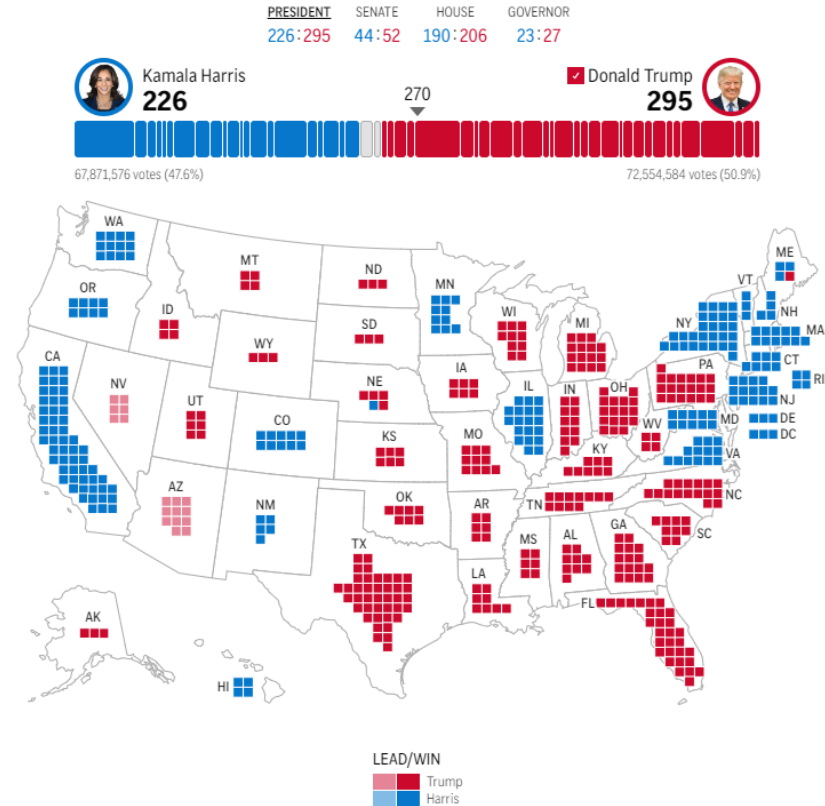 PRESIDENT SENATE HOUSE GOVERNOR
226:295 44:52 190:206 23:27
Kamala Harris
226
270
Donald Trump
295
67,871,576 votes (47.6%)
72,554,584 votes (50.9%)
WA
ME
MT
ND
VT
OR
MN
ID
SD
WI
MI
NY
NH
MA
WY
CA
IA
PA
CT
RI
NV
NE
IL
IN
OH
NJ
UT
CO
MD
DE
DC
KS
MO
WV
VA
KY
AZ
NM
OK
AR
TN
NC
TX
MS
AL
GA
SC
LA
FL
AK
HI
LEAD/WIN
Trump
Harris